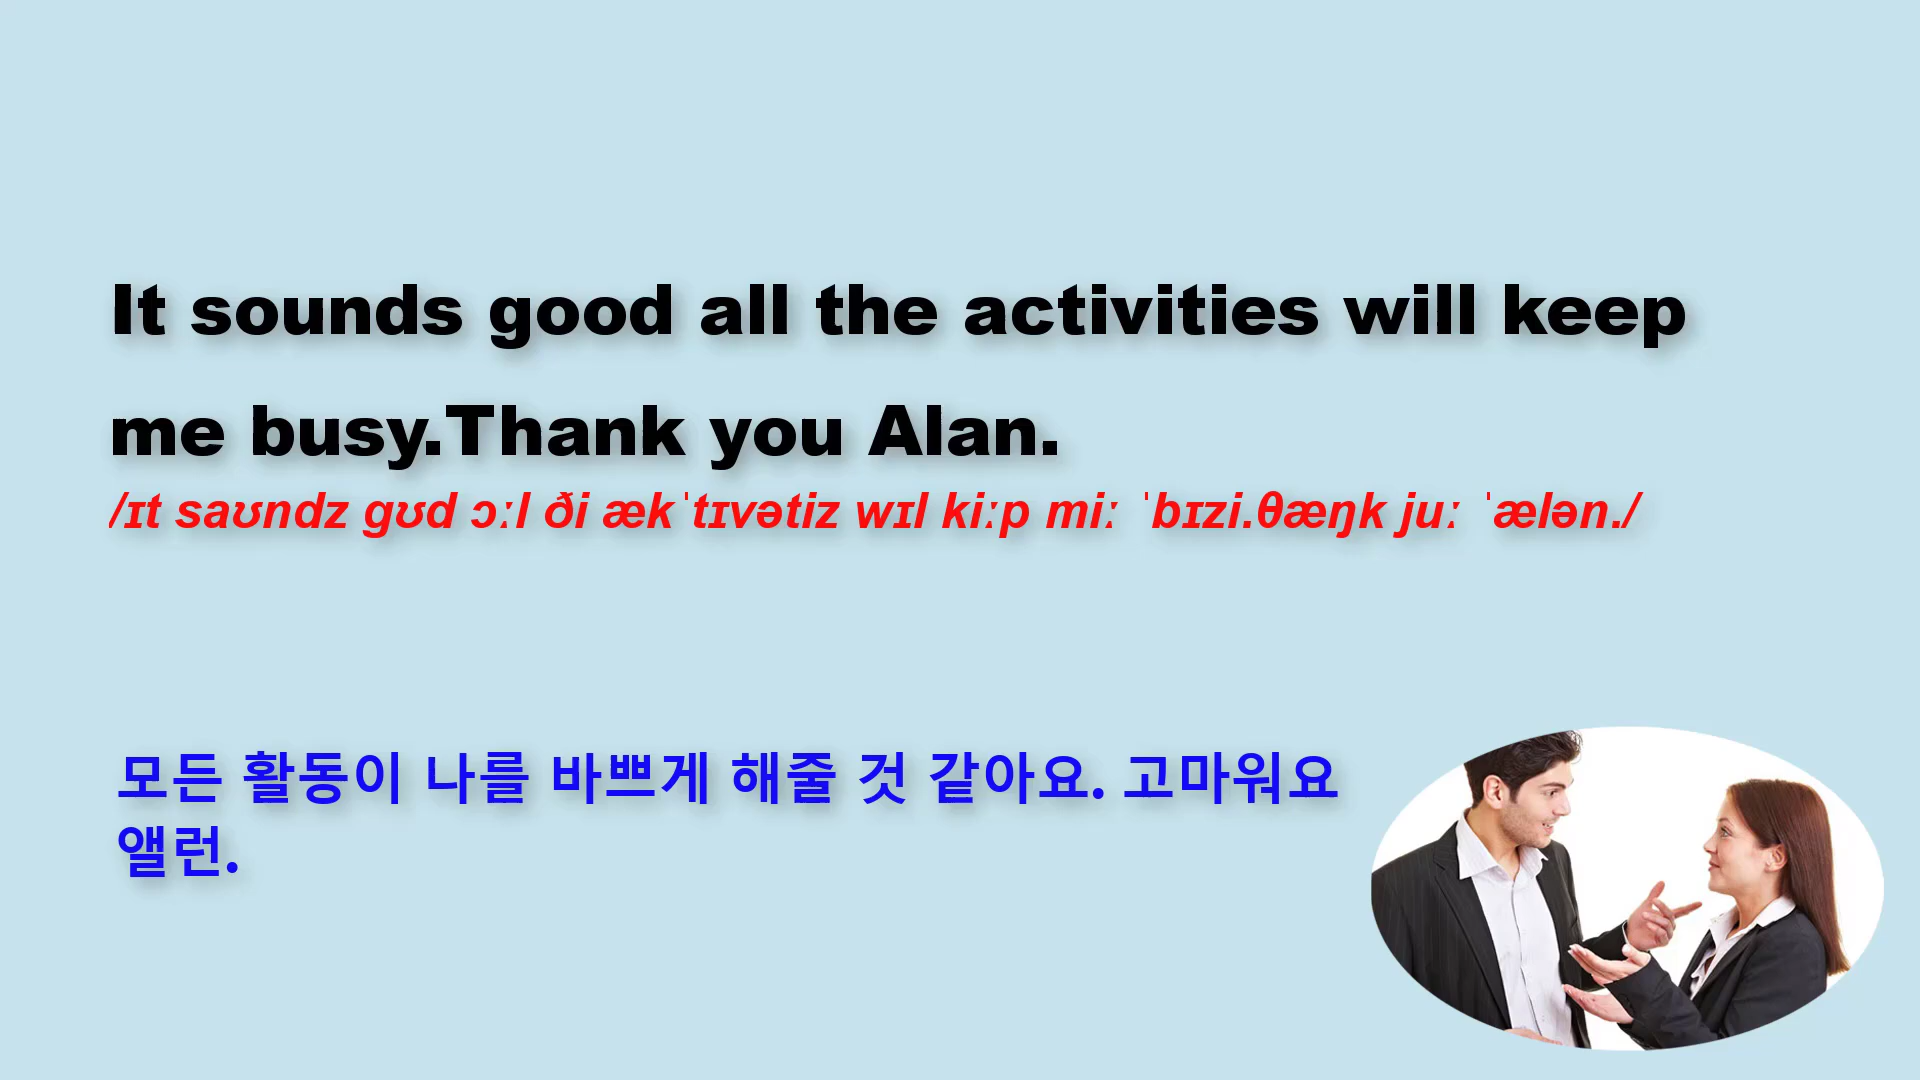 It sounds good all the activities will keep
me busy.Thank you Alan.
/ɪt saʊndz gʊd ɔːl ði ækˈtɪvətiz wɪl kiːp miː ˈbɪzi.θæŋk juː ˈælən./
모든 활동이 나를 바쁘게 해줄 것 같아요. 고마워요
앨런.